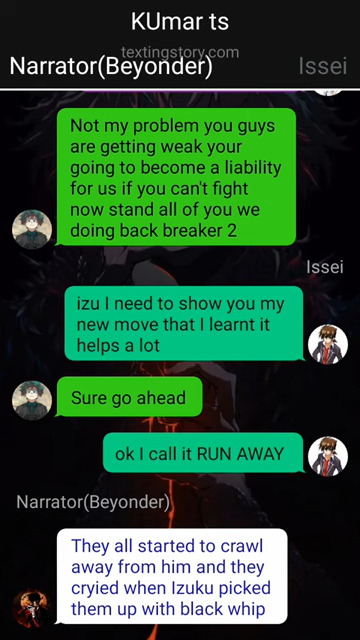 KUmar ts
textingstory.com
Narrator(Beyonder) Issei
Not my problem you guys
are getting weak your
going to become a liability
for us if you can't fight
now stand all of you we
doing back breaker 2
Issei
izu I need to show you my
new move that I learnt it
helps a lot
Sure go ahead
ok I call it RUN AWAY
Narrator(Beyonder)
They all started to crawl
away from him and they
cryied when Izuku picked
them up with black whip